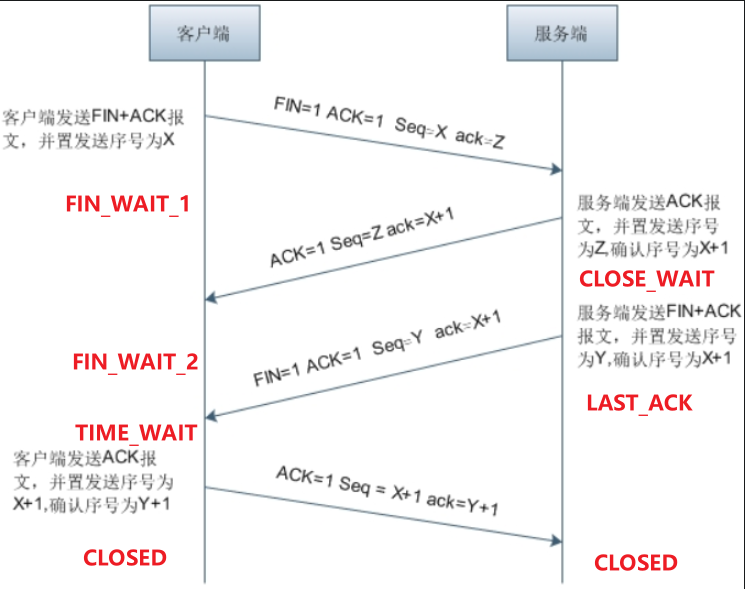 客户端
服务端
客户端发送FIN+ACK报
文，并置发送序号为X
FIN=1 ACK=1 Seq=X ack=Z
FIN_WAIT_1
服务端发送ACK报
文，并置发送序号
为Z,确认序号为X+1
ACK=1 Seq=Z ack=X+1
CLOSE_WAIT
服务端发送FIN+ACK
报文，并置发送序号
为Y,确认序号为X+1
FIN_WAIT_2
FIN=1 ACK=1 Seq=Y ack=X+1
LAST_ACK
TIME_WAIT
客户端发送ACK报
文，并置发送序号为
X+1,确认序号为Y+1
ACK=1 Seq = X+1 ack=Y+1
CLOSED
CLOSED